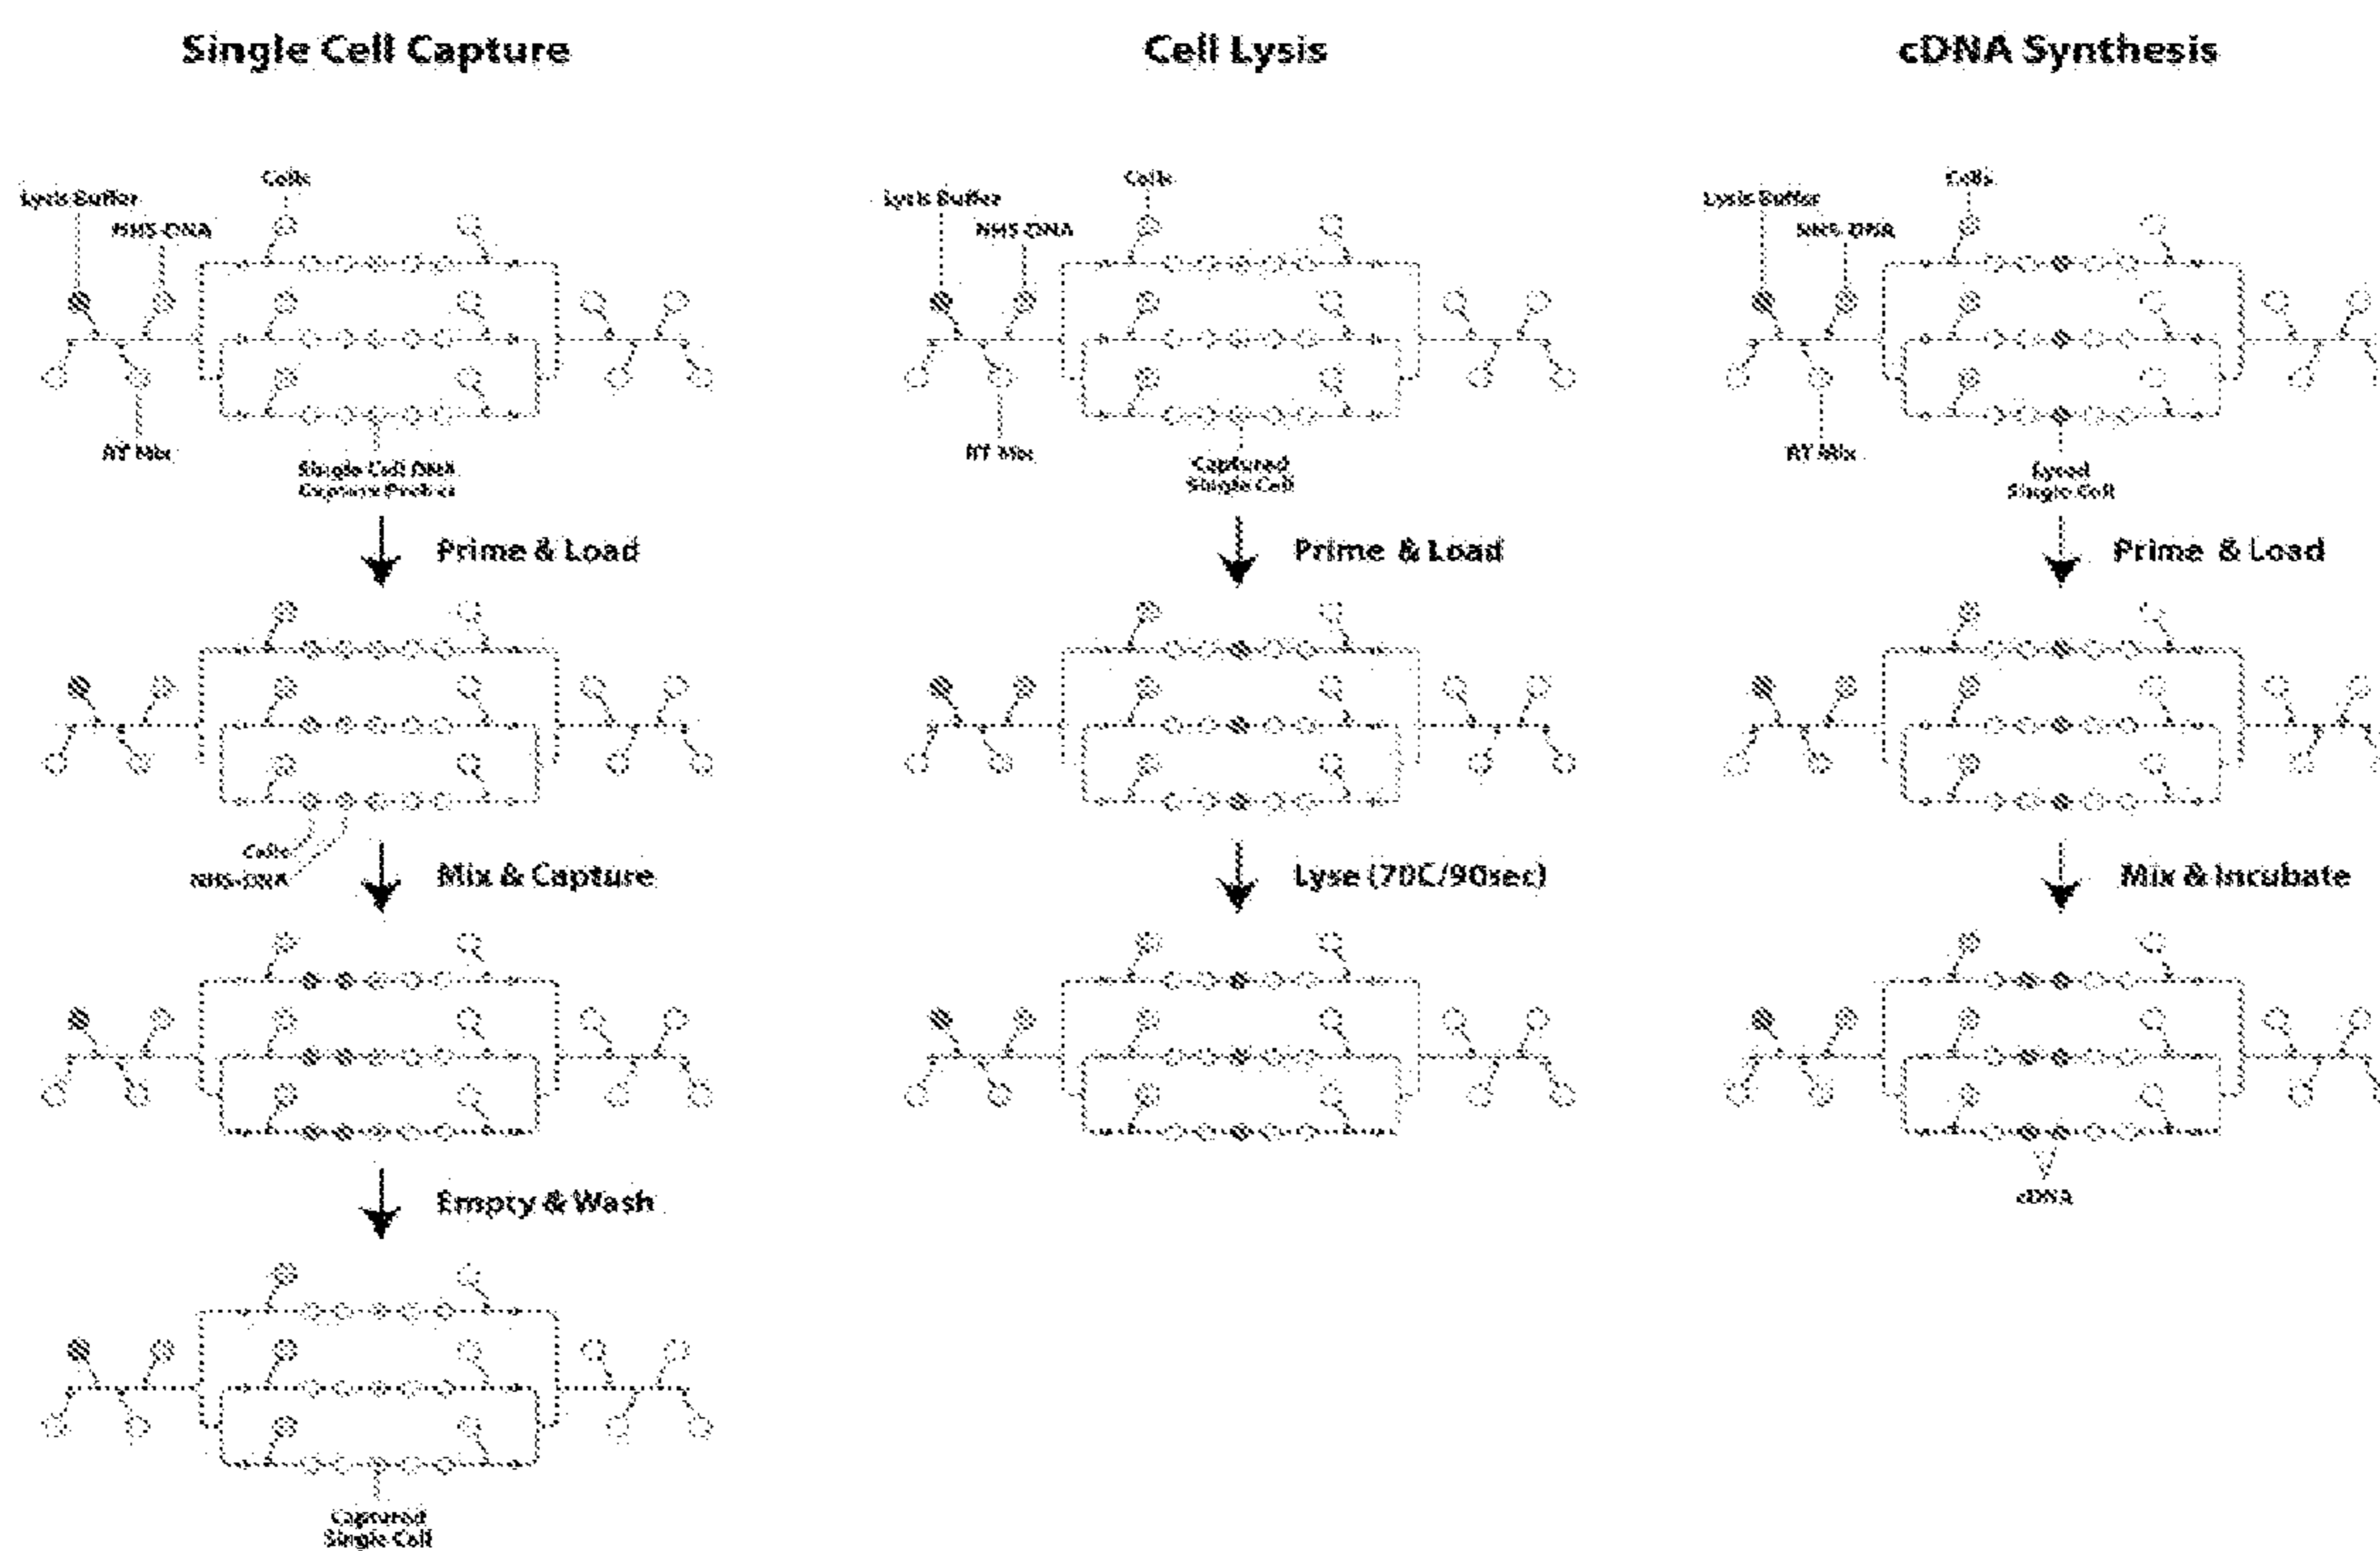 Single Cell Capture
Cell Lysis
cDNA Synthesis
Cells
Lysis Buffer
NHS-DNA
RT Mix
Single Cell DNA
Capture Probes
Prime & Load
Cells
NHS-DNA
Mix & Capture
Empty & Wash
Captured
Single Cell
Cells
Lysis Buffer
NHS-DNA
RT Mix
Captured
Single Cell
Prime & Load
Lyse (70C/90sec)
Cells
Lysis Buffer
NHS-DNA
RT Mix
Lysed
Single Cell
Prime & Load
Mix & Incubate
cDNA